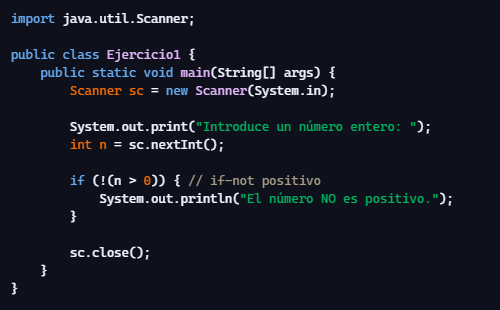 import java.util.Scanner;

public class Ejercicio1 {
    public static void main(String[] args) {
        Scanner sc = new Scanner(System.in);

        System.out.print("Introduce un número entero: ");
        int n = sc.nextInt();

        if (!(n > 0)) { // if-not positivo
            System.out.println("El número NO es positivo.");
        }

        sc.close();
    }
}